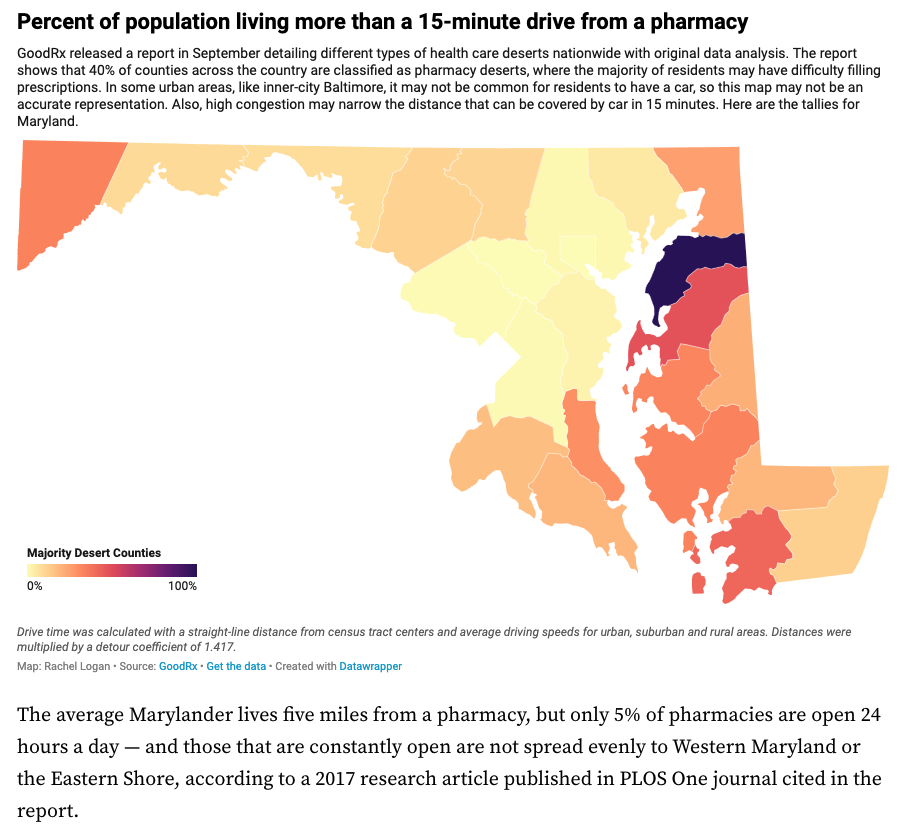 Percent of population living more than a 15-minute drive from a pharmacy
GoodRx released a report in September detailing different types of health care deserts nationwide with original data analysis. The report
shows that 40% of counties across the country are classified as pharmacy deserts, where the majority of residents may have difficulty filling
prescriptions. In some urban areas, like inner-city Baltimore, it may not be common for residents to have a car, so this map may not be an
accurate representation. Also, high congestion may narrow the distance that can be covered by car in 15 minutes. Here are the tallies for
Maryland.
Majority Desert Counties
0% 100%
Drive time was calculated with a straight-line distance from census tract centers and average driving speeds for urban, suburban and rural areas. Distances were
multiplied by a detour coefficient of 1.417.
Map: Rachel Logan • Source: GoodRx • Get the data • Created with Datawrapper
The average Marylander lives five miles from a pharmacy, but only 5% of pharmacies are open 24
hours a day — and those that are constantly open are not spread evenly to Western Maryland or
the Eastern Shore, according to a 2017 research article published in PLOS One journal cited in the
report.